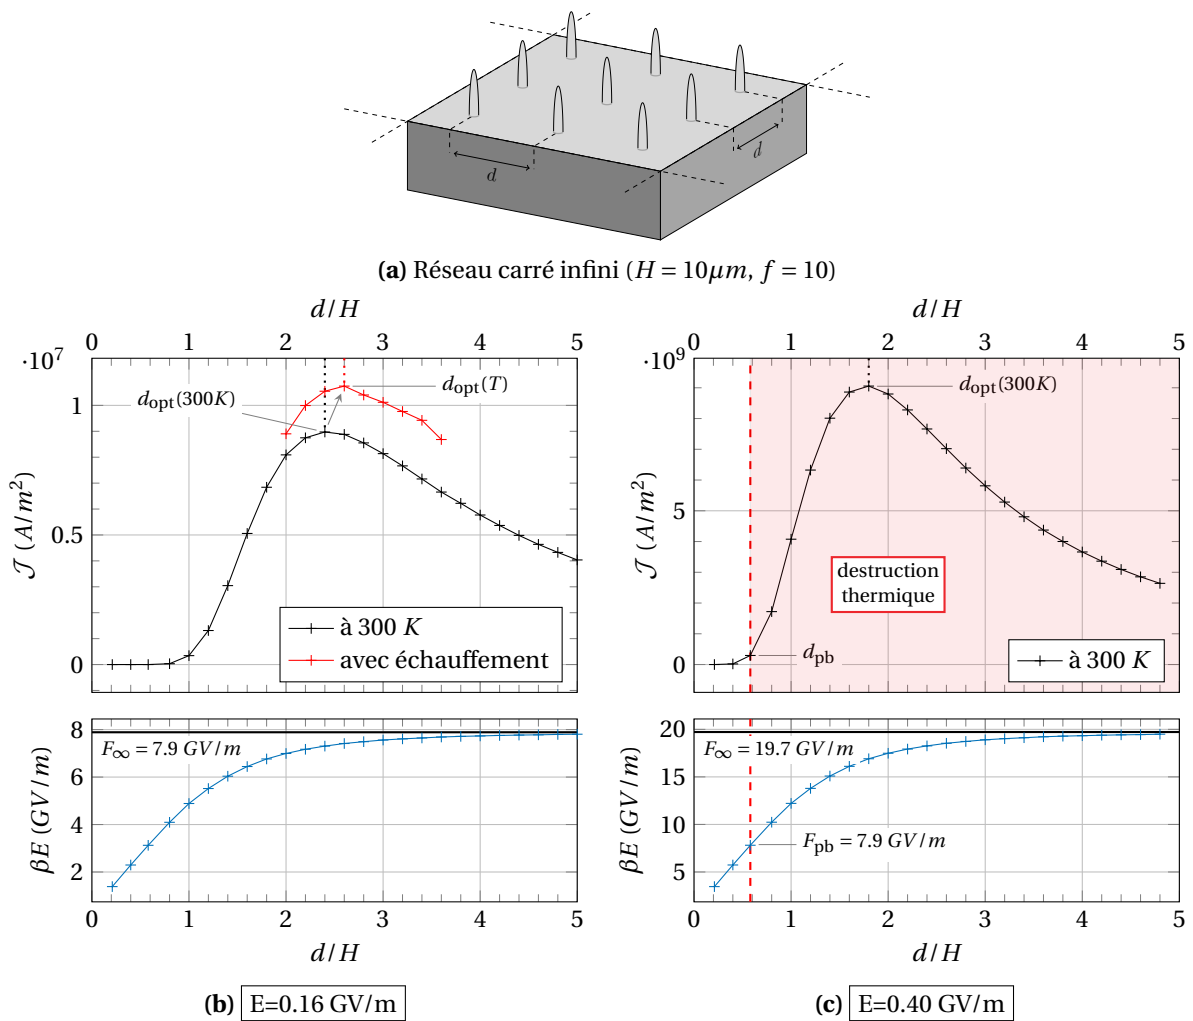 d
d
(a) Réseau carré infini (H = 10μm, f = 10)
d/H
0 1 2 3 4 5
·10⁷
1
0.5
0
𝒥 (A/m²)
d_opt(300K)
d_opt(T)
à 300 K
avec échauffement
8
6
4
2
βE (GV/m)
F_∞ = 7.9 GV/m
0 1 2 3 4 5
d/H
(b) E=0.16 GV/m
d/H
0 1 2 3 4 5
·10⁹
5
0
𝒥 (A/m²)
d_opt(300K)
destruction
thermique
d_pb
à 300 K
20
15
10
5
βE (GV/m)
F_∞ = 19.7 GV/m
F_pb = 7.9 GV/m
0 1 2 3 4 5
d/H
(c) E=0.40 GV/m